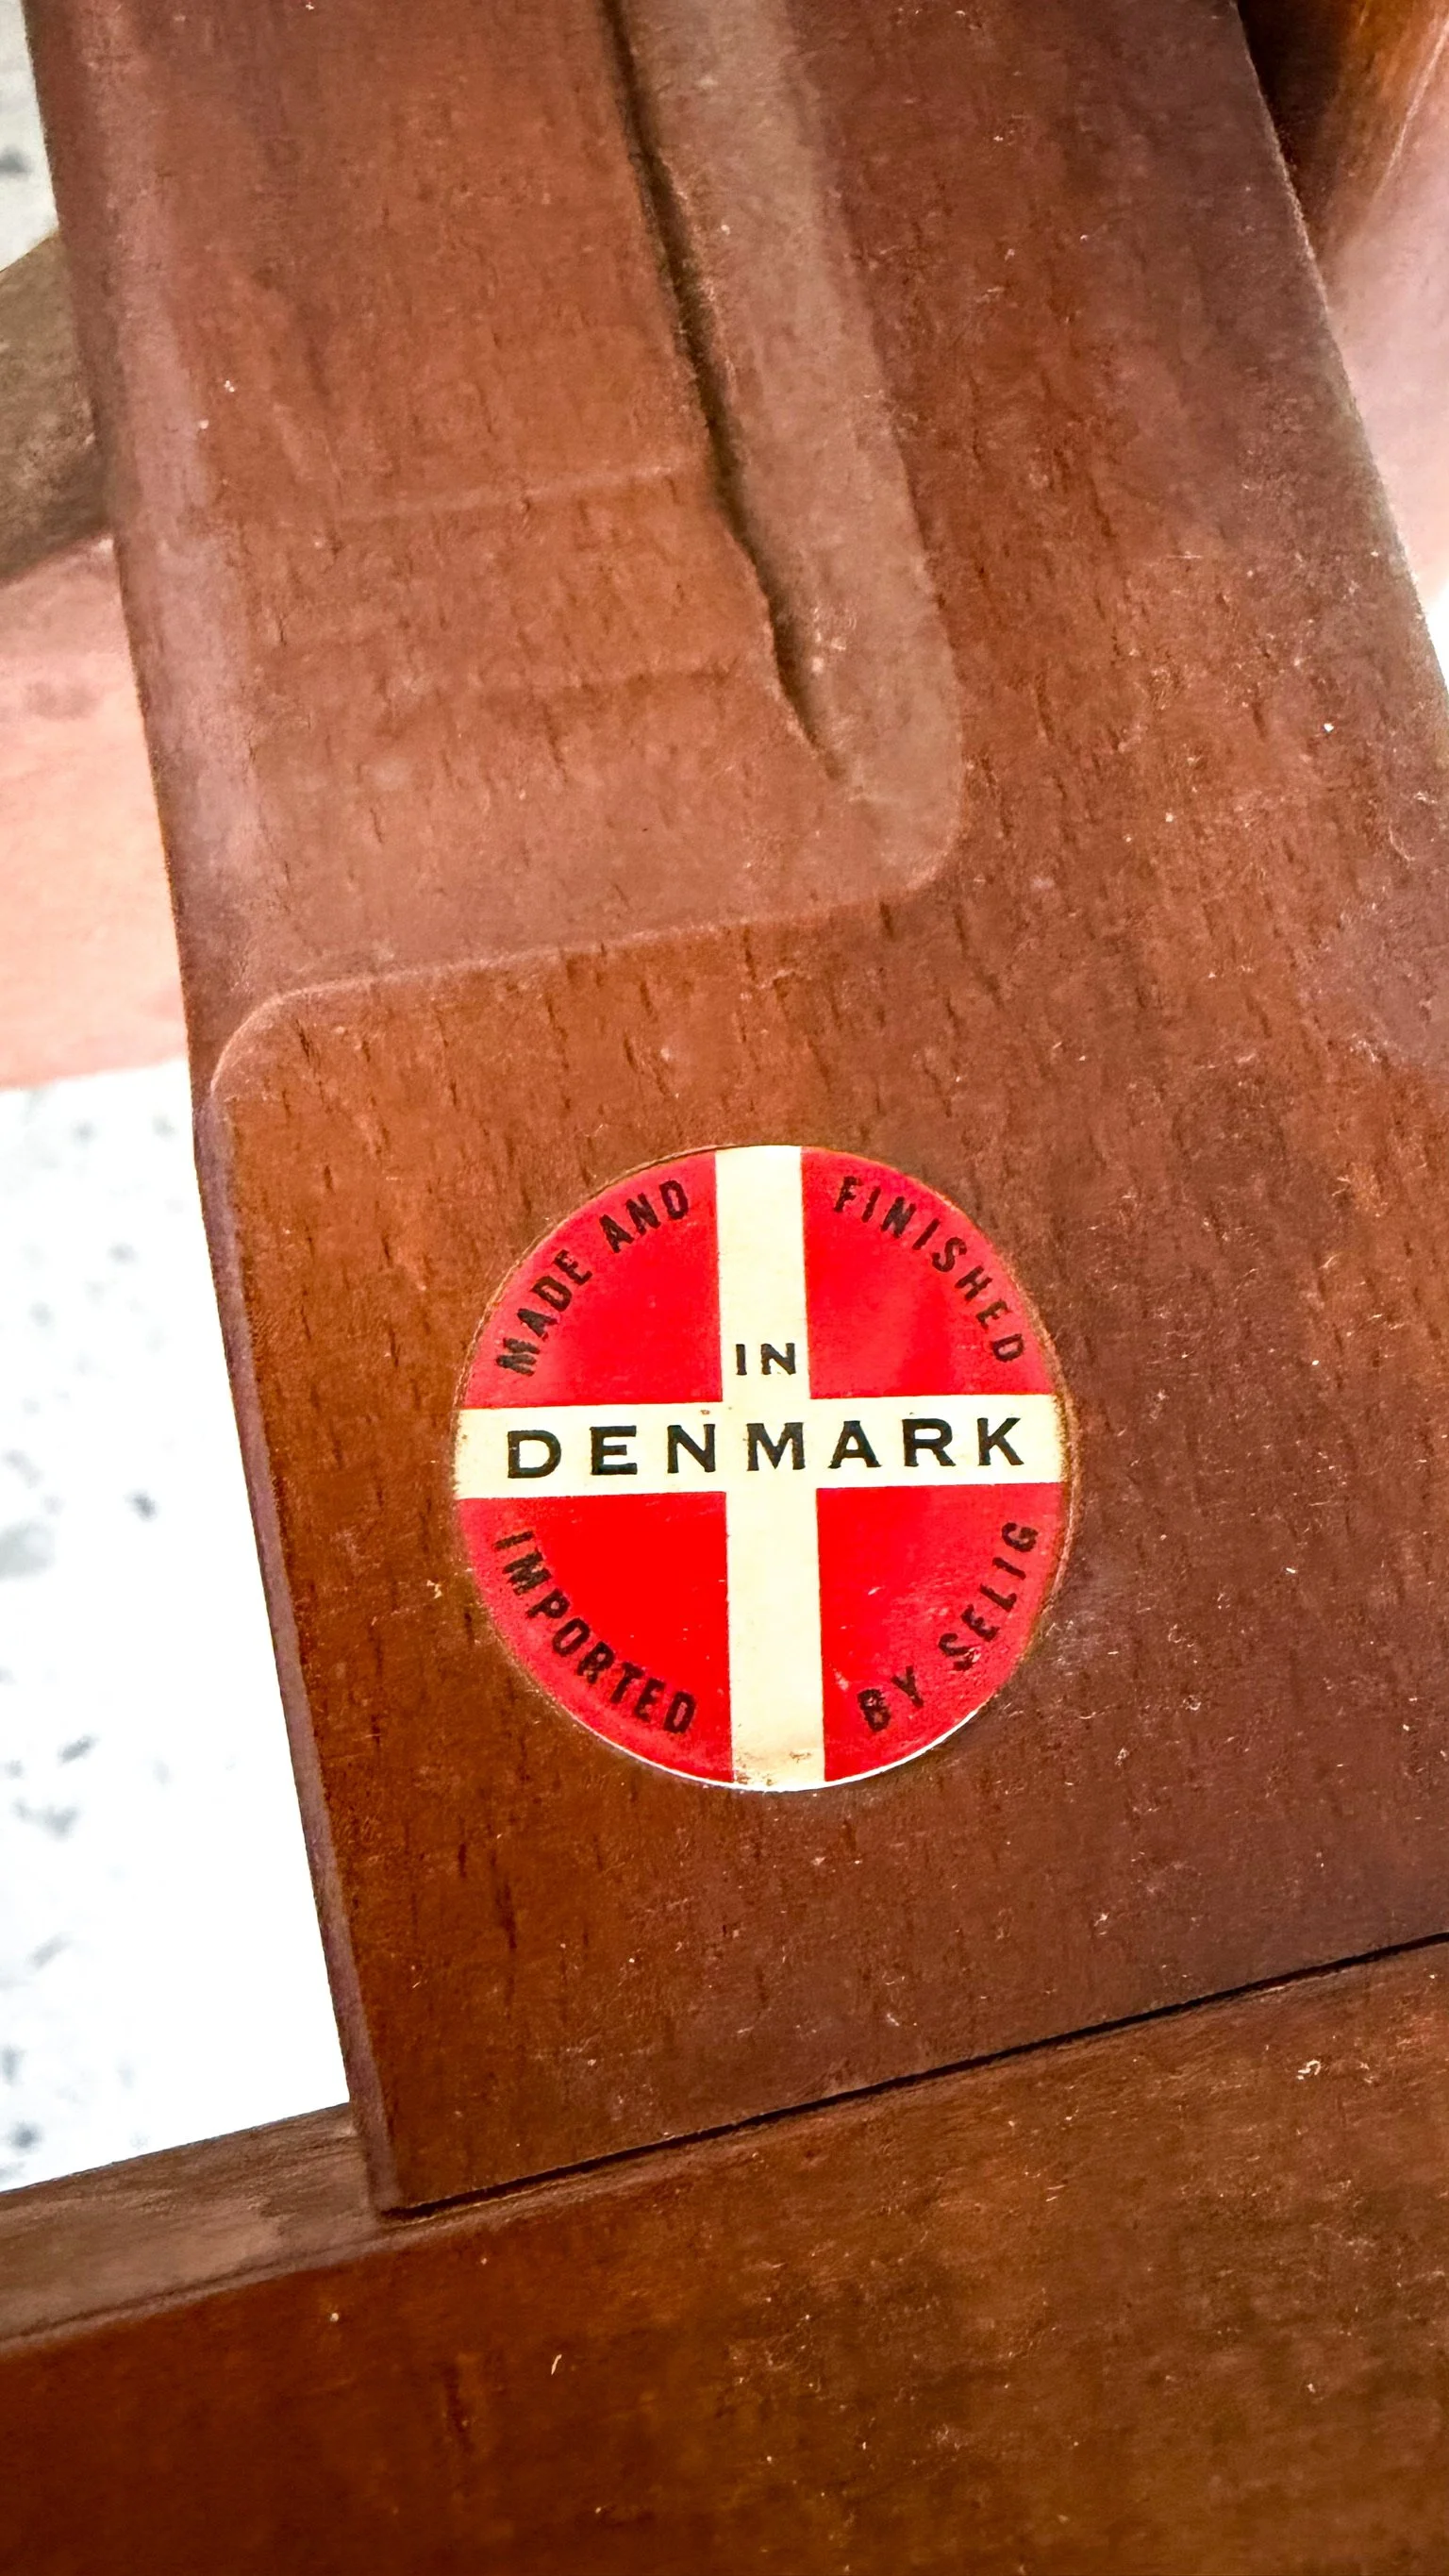 MADE AND FINISHED
IN
DENMARK
IMPORTED BY SELIG